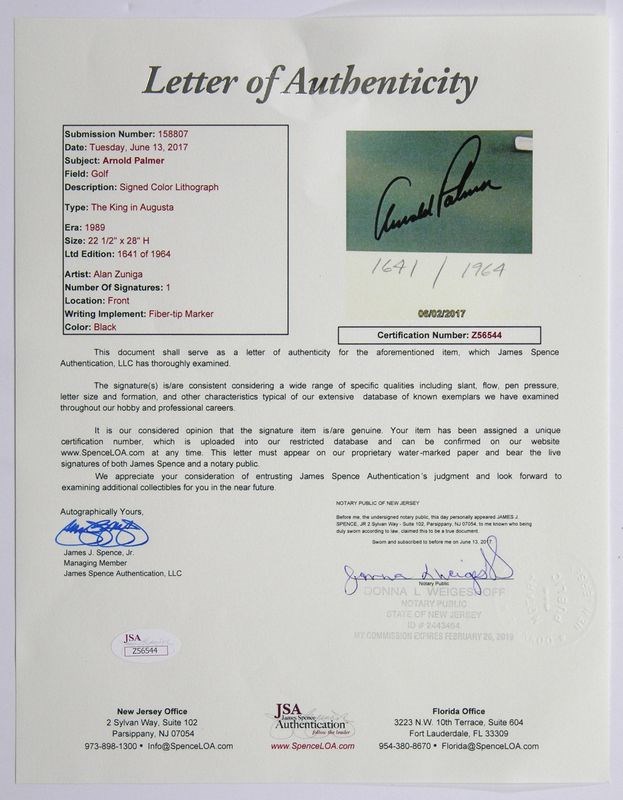 Letter of Authenticity
Submission Number: 158807
Date: Tuesday, June 13, 2017
Subject: Arnold Palmer
Field: Golf
Description: Signed Color Lithograph
Type: The King in Augusta
Era: 1989
Size: 22 1/2" x 28" H
Ltd Edition: 1641 of 1964
Artist: Alan Zuniga
Number Of Signatures: 1
Location: Front
Writing Implement: Fiber-tip Marker
Color: Black
Arnold Palmer
1641 / 1964
06/02/2017
Certification Number: Z56544
This document shall serve as a letter of authenticity for the aforementioned item, which James Spence
Authentication, LLC has thoroughly examined.
The signature(s) is/are consistent considering a wide range of specific qualities including slant, flow, pen pressure,
letter size and formation, and other characteristics typical of our extensive database of known exemplars we have examined
throughout our hobby and professional careers.
It is our considered opinion that the signature item is/are genuine. Your item has been assigned a unique
certification number, which is uploaded into our restricted database and can be confirmed on our website
www.SpenceLOA.com at any time. This letter must appear on our proprietary water-marked paper and bear the live
signatures of both James Spence and a notary public.
We appreciate your consideration of entrusting James Spence Authentication's judgment and look forward to
examining additional collectibles for you in the near future.
Autographically Yours,
James J. Spence, Jr.
Managing Member
James Spence Authentication, LLC
NOTARY PUBLIC OF NEW JERSEY
Before me, the undersigned notary public, this day personally appeared JAMES J.
SPENCE, JR 2 Sylvan Way - Suite 102, Parsippany, NJ 07054, to me known who being
duly sworn according to law, claimed this to be a true document.
Sworn and subscribed to before me on June 13, 2017
Notary Public
DONNA L WEIGESHOFF
NOTARY PUBLIC
STATE OF NEW JERSEY
ID # 2443464
MY COMMISSION EXPIRES FEBRUARY 26, 2019
JSA
Z56544
New Jersey Office
2 Sylvan Way, Suite 102
Parsippany, NJ 07054
973-898-1300 • Info@SpenceLOA.com
JSA
James Spence
Authentication
follow the leader
www.SpenceLOA.com
Florida Office
3223 N.W. 10th Terrace, Suite 604
Fort Lauderdale, FL 33309
954-380-8670 • Florida@SpenceLOA.com